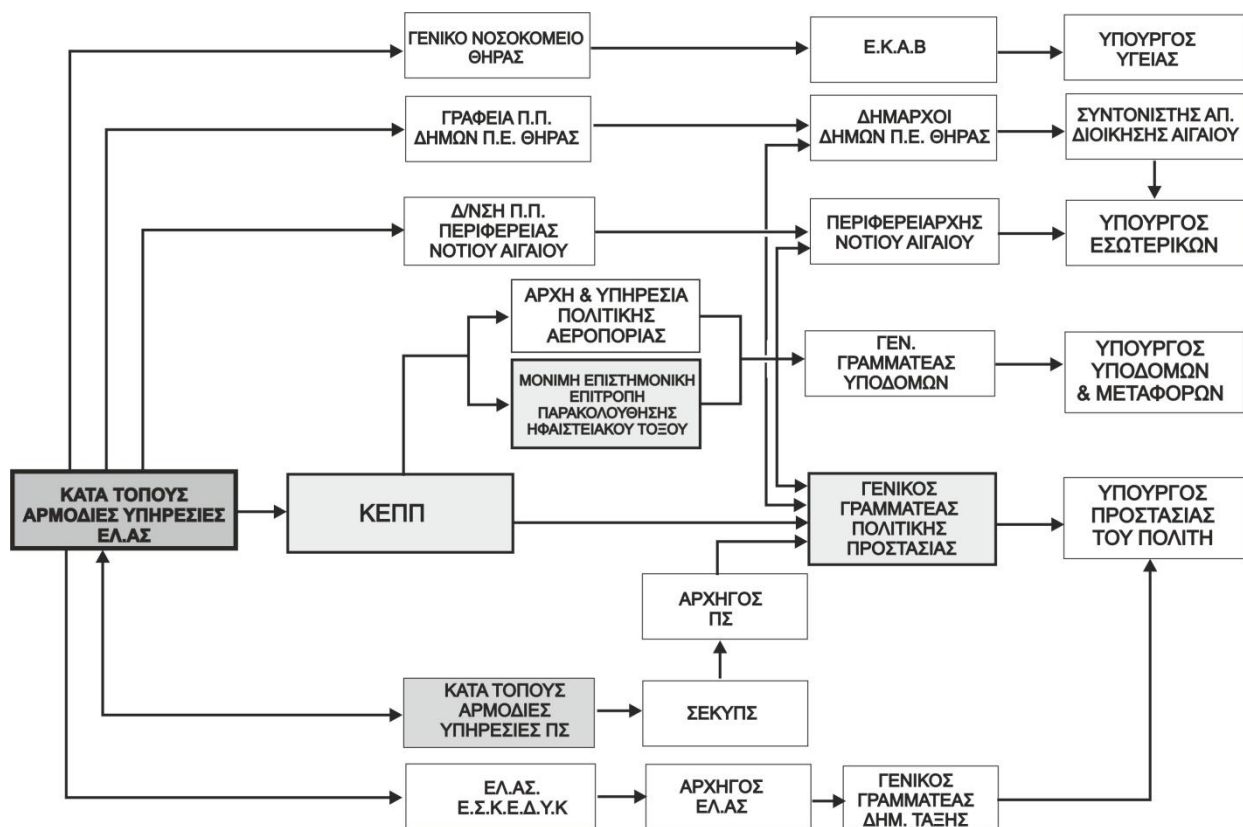 ΓΕΝΙΚΟ ΝΟΣΟΚΟΜΕΙΟ
ΘΗΡΑΣ
Ε.Κ.Α.Β
ΥΠΟΥΡΓΟΣ
ΥΓΕΙΑΣ
ΓΡΑΦΕΙΑ Π.Π.
ΔΗΜΩΝ Π.Ε. ΘΗΡΑΣ
ΔΗΜΑΡΧΟΙ
ΔΗΜΩΝ Π.Ε. ΘΗΡΑΣ
ΣΥΝΤΟΝΙΣΤΗΣ ΑΠ.
ΔΙΟΙΚΗΣΗΣ ΑΙΓΑΙΟΥ
Δ/ΝΣΗ Π.Π.
ΠΕΡΙΦΕΡΕΙΑΣ
ΝΟΤΙΟΥ ΑΙΓΑΙΟΥ
ΠΕΡΙΦΕΡΕΙΑΡΧΗΣ
ΝΟΤΙΟΥ ΑΙΓΑΙΟΥ
ΥΠΟΥΡΓΟΣ
ΕΣΩΤΕΡΙΚΩΝ
ΑΡΧΗ & ΥΠΗΡΕΣΙΑ
ΠΟΛΙΤΙΚΗΣ
ΑΕΡΟΠΟΡΙΑΣ
ΜΟΝΙΜΗ ΕΠΙΣΤΗΜΟΝΙΚΗ
ΕΠΙΤΡΟΠΗ
ΠΑΡΑΚΟΛΟΥΘΗΣΗΣ
ΗΦΑΙΣΤΕΙΑΚΟΥ ΤΟΞΟΥ
ΓΕΝ.
ΓΡΑΜΜΑΤΕΑΣ
ΥΠΟΔΟΜΩΝ
ΥΠΟΥΡΓΟΣ
ΥΠΟΔΟΜΩΝ
& ΜΕΤΑΦΟΡΩΝ
ΚΑΤΑ ΤΟΠΟΥΣ
ΑΡΜΟΔΙΕΣ ΥΠΗΡΕΣΙΕΣ
ΕΛ.ΑΣ
ΚΕΠΠ
ΓΕΝΙΚΟΣ
ΓΡΑΜΜΑΤΕΑΣ
ΠΟΛΙΤΙΚΗΣ
ΠΡΟΣΤΑΣΙΑΣ
ΥΠΟΥΡΓΟΣ
ΠΡΟΣΤΑΣΙΑΣ
ΤΟΥ ΠΟΛΙΤΗ
ΑΡΧΗΓΟΣ
ΠΣ
ΚΑΤΑ ΤΟΠΟΥΣ
ΑΡΜΟΔΙΕΣ
ΥΠΗΡΕΣΙΕΣ ΠΣ
ΣΕΚΥΠΣ
ΕΛ.ΑΣ.
Ε.Σ.Κ.Ε.Δ.Υ.Κ
ΑΡΧΗΓΟΣ
ΕΛ.ΑΣ
ΓΕΝΙΚΟΣ
ΓΡΑΜΜΑΤΕΑΣ
ΔΗΜ. ΤΑΞΗΣ